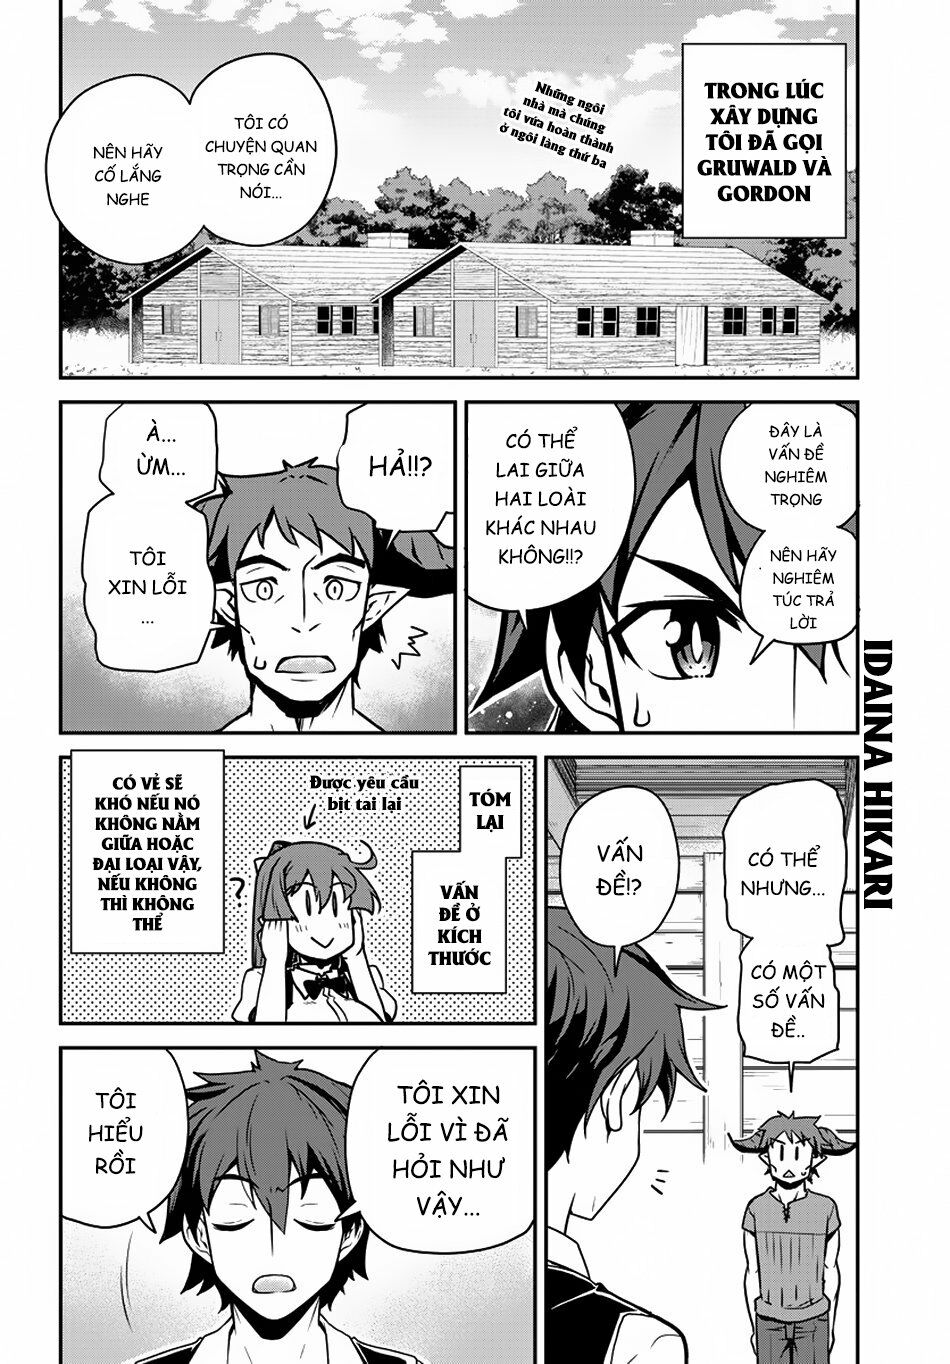 TRONG LÚC
XÂY DỰNG
TÔI ĐÃ GỌI
GRUWALD VÀ
GORDON
Những ngôi
nhà mà chúng
tôi vừa hoàn thành
ở ngôi làng thứ ba
TÔI CÓ
CHUYỆN QUAN
TRỌNG CẦN
NÓI...
NÊN HÃY
CỐ LẮNG
NGHE
ĐÂY LÀ
VẤN ĐỀ
NGHIÊM
TRỌNG
NÊN HÃY
NGHIÊM
TÚC TRẢ
LỜI
CÓ THỂ
LAI GIỮA
HAI LOÀI
KHÁC NHAU
KHÔNG!!?
HẢ!!?
À...
ỪM...
TÔI
XIN LỖI
...
IDAINA HIKARI
CÓ THỂ
NHƯNG...
CÓ MỘT
SỐ VẤN
ĐỀ..
VẤN
ĐỀ!?
TÓM
LẠI
VẤN
ĐỀ Ở
KÍCH
THƯỚC
Được yêu cầu
bịt tai lại
?
CÓ VẺ SẼ
KHÓ NẾU NÓ
KHÔNG NẰM
GIỮA HOẶC
ĐẠI LOẠI VẬY,
NẾU KHÔNG
THÌ KHÔNG
THỂ
TÔI XIN
LỖI VÌ ĐÃ
HỎI NHƯ
VẬY...
TÔI
HIỂU
RỒI